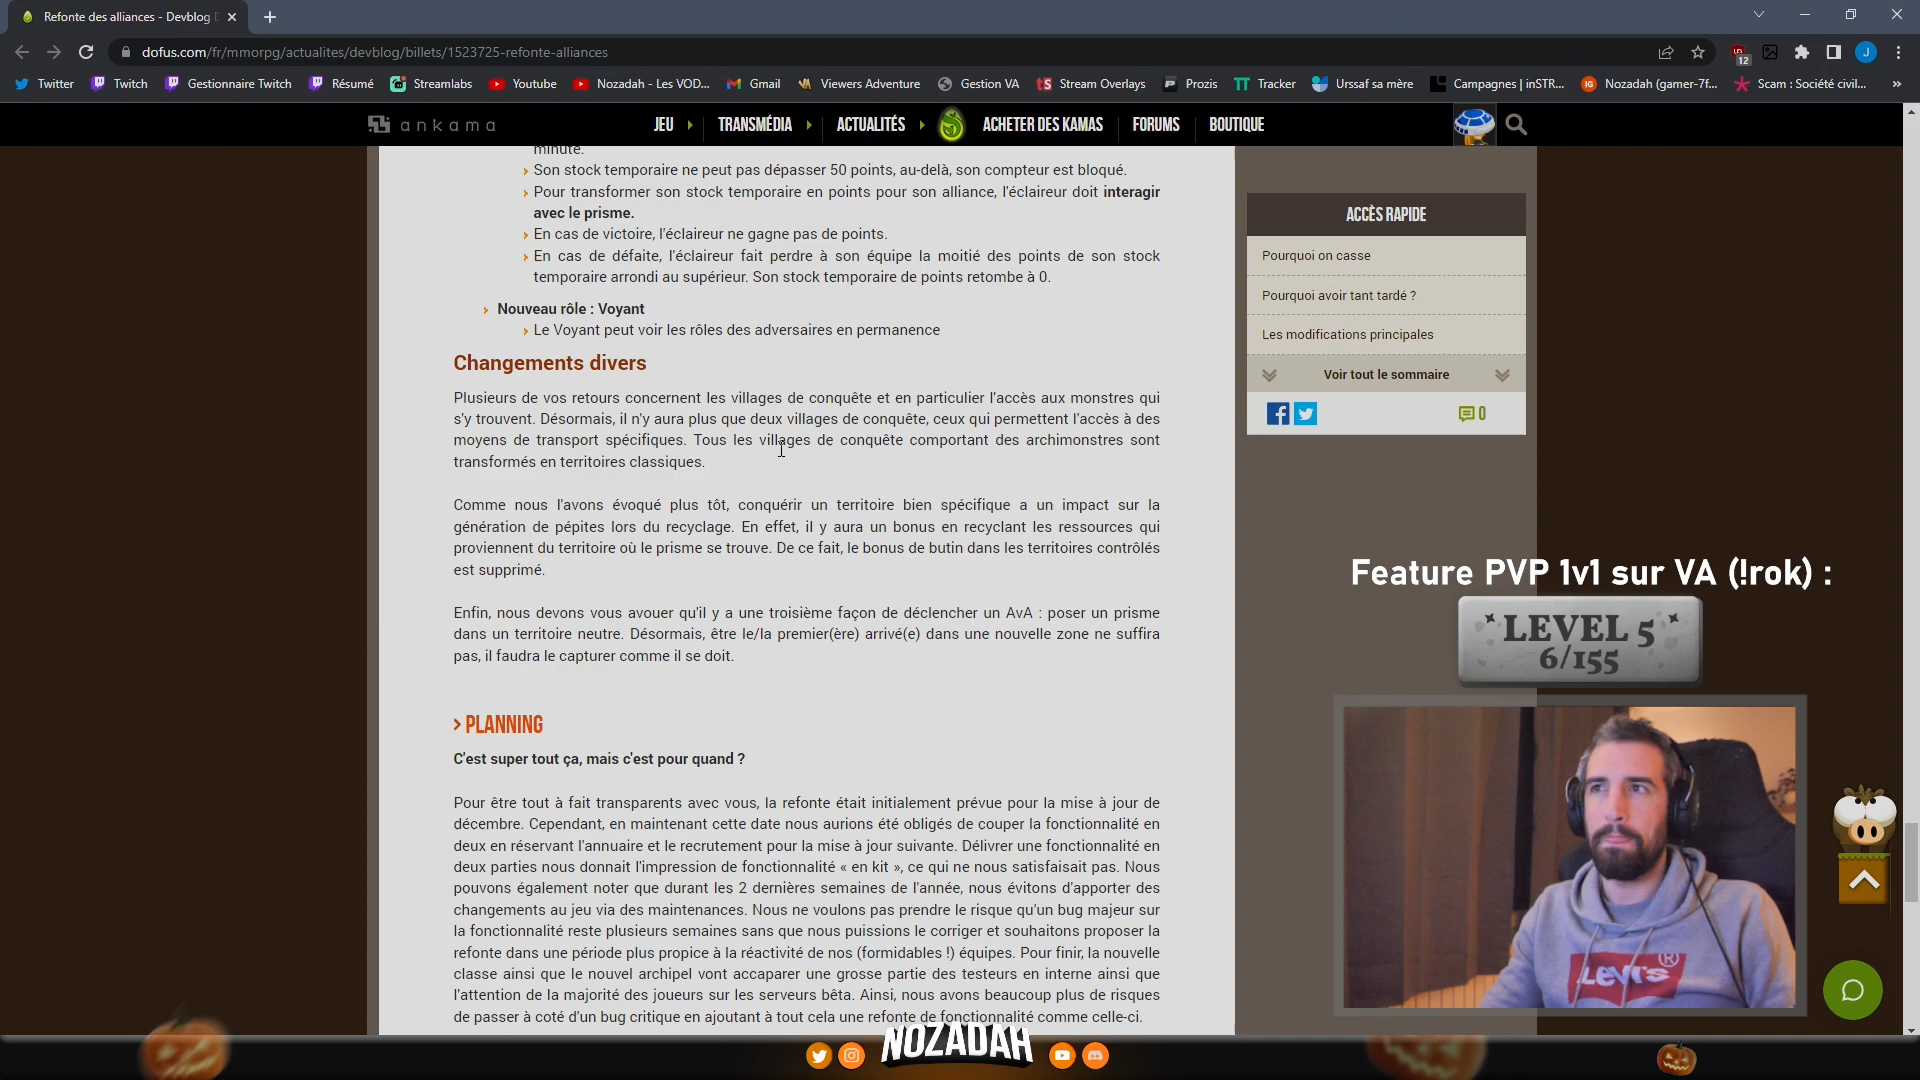 Refonte des alliances - Devblog
dofus.com/fr/mmorpg/actualites/devblog/billets/1523725-refonte-alliances
12
J
Twitter
Twitch
Gestionnaire Twitch
Résumé
Streamlabs
Youtube
Nozadah - Les VOD...
Gmail
Viewers Adventure
Gestion VA
Stream Overlays
Prozis
Tracker
Urssaf sa mère
Campagnes | inSTR...
Nozadah (gamer-7f...
Scam : Société civil...
»
ankama
JEU
TRANSMÉDIA
ACTUALITÉS
ACHETER DES KAMAS
FORUMS
BOUTIQUE
minute.
Son stock temporaire ne peut pas dépasser 50 points, au-delà, son compteur est bloqué.
Pour transformer son stock temporaire en points pour son alliance, l'éclaireur doit interagir
avec le prisme.
En cas de victoire, l'éclaireur ne gagne pas de points.
En cas de défaite, l'éclaireur fait perdre à son équipe la moitié des points de son stock
temporaire arrondi au supérieur. Son stock temporaire de points retombe à 0.
Nouveau rôle : Voyant
Le Voyant peut voir les rôles des adversaires en permanence
Changements divers
Plusieurs de vos retours concernent les villages de conquête et en particulier l'accès aux monstres qui
s'y trouvent. Désormais, il n'y aura plus que deux villages de conquête, ceux qui permettent l'accès à des
moyens de transport spécifiques. Tous les villages de conquête comportant des archimonstres sont
transformés en territoires classiques.
Comme nous l'avons évoqué plus tôt, conquérir un territoire bien spécifique a un impact sur la
génération de pépites lors du recyclage. En effet, il y aura un bonus en recyclant les ressources qui
proviennent du territoire où le prisme se trouve. De ce fait, le bonus de butin dans les territoires contrôlés
est supprimé.
Enfin, nous devons vous avouer qu'il y a une troisième façon de déclencher un AvA : poser un prisme
dans un territoire neutre. Désormais, être le/la premier(ère) arrivé(e) dans une nouvelle zone ne suffira
pas, il faudra le capturer comme il se doit.
> PLANNING
C'est super tout ça, mais c'est pour quand ?
Pour être tout à fait transparents avec vous, la refonte était initialement prévue pour la mise à jour de
décembre. Cependant, en maintenant cette date nous aurions été obligés de couper la fonctionnalité en
deux en réservant l'annuaire et le recrutement pour la mise à jour suivante. Délivrer une fonctionnalité en
deux parties nous donnait l'impression de fonctionnalité « en kit », ce qui ne nous satisfaisait pas. Nous
pouvons également noter que durant les 2 dernières semaines de l'année, nous évitons d'apporter des
changements au jeu via des maintenances. Nous ne voulons pas prendre le risque qu'un bug majeur sur
la fonctionnalité reste plusieurs semaines sans que nous puissions le corriger et souhaitons proposer la
refonte dans une période plus propice à la réactivité de nos (formidables !) équipes. Pour finir, la nouvelle
classe ainsi que le nouvel archipel vont accaparer une grosse partie des testeurs en interne ainsi que
l'attention de la majorité des joueurs sur les serveurs bêta. Ainsi, nous avons beaucoup plus de risques
de passer à coté d'un bug critique en ajoutant à tout cela une refonte de fonctionnalité comme celle-ci.
ACCÈS RAPIDE
Pourquoi on casse
Pourquoi avoir tant tardé ?
Les modifications principales
Voir tout le sommaire
0
Feature PVP 1v1 sur VA (!rok) :
LEVEL 5
6/155
Levi's
®
NOZADAH